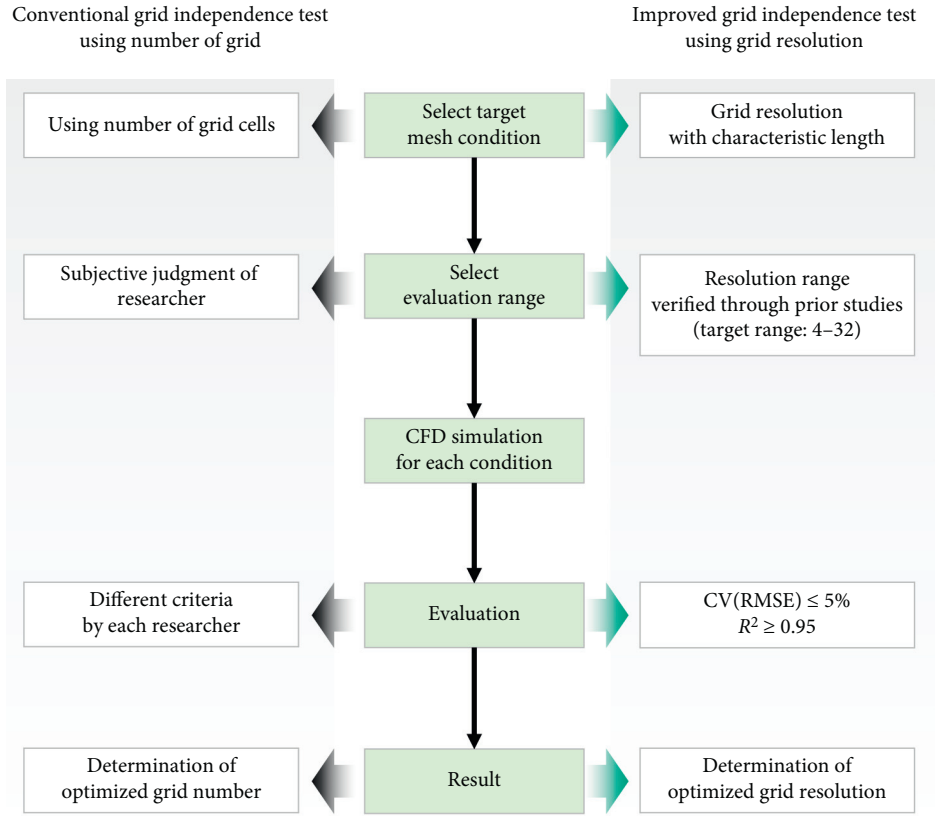 Conventional grid independence test
using number of grid
Improved grid independence test
using grid resolution
Using number of grid cells
Select target
mesh condition
Grid resolution
with characteristic length
Subjective judgment of
researcher
Select
evaluation range
Resolution range
verified through prior studies
(target range: 4–32)
CFD simulation
for each condition
Different criteria
by each researcher
Evaluation
CV(RMSE) ≤ 5%
R² ≥ 0.95
Determination of
optimized grid number
Result
Determination of
optimized grid resolution